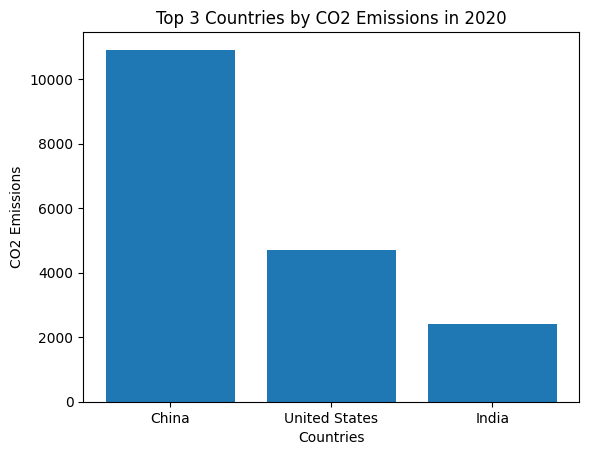 Top 3 Countries by CO2 Emissions in 2020
CO2 Emissions
10000
8000
6000
4000
2000
0
China
United States
India
Countries